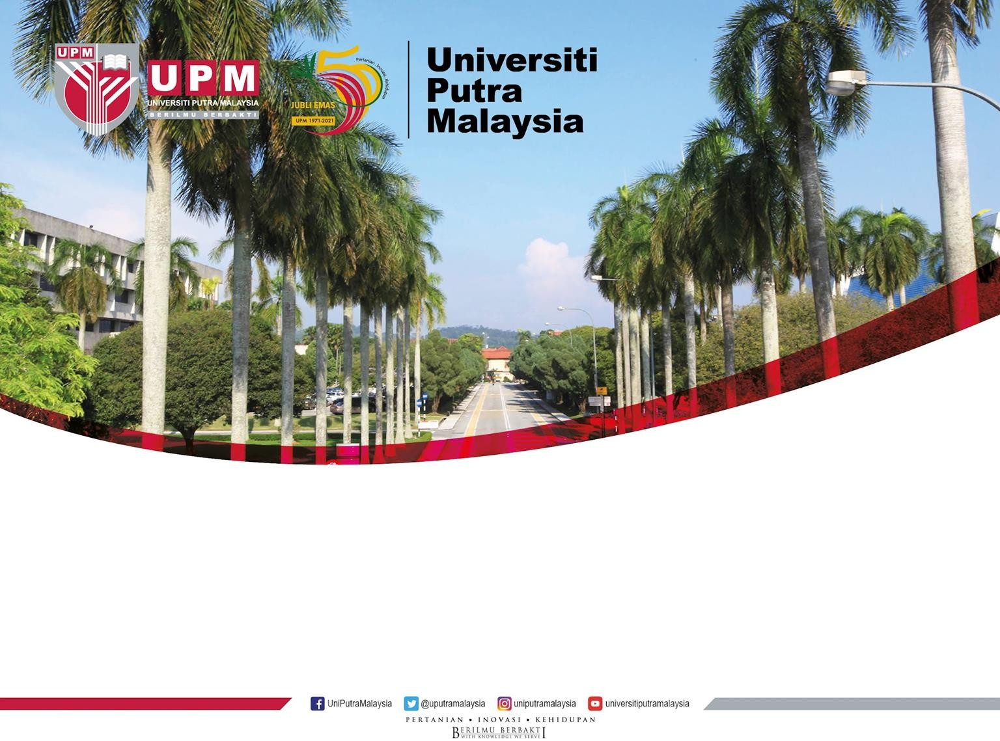 UPM
UPM
UNIVERSITI PUTRA MALAYSIA
BERILMU BERBAKTI
50
Pertanian . Inovasi . Kehidupan
JUBLI EMAS
UPM 1971-2021
Universiti
Putra
Malaysia
UniPutraMalaysia
@uputramalaysia
uniputramalaysia
universitiputramalaysia
PERTANIAN • INOVASI • KEHIDUPAN
BERILMU BERBAKTI
WITH KNOWLEDGE WE SERVE